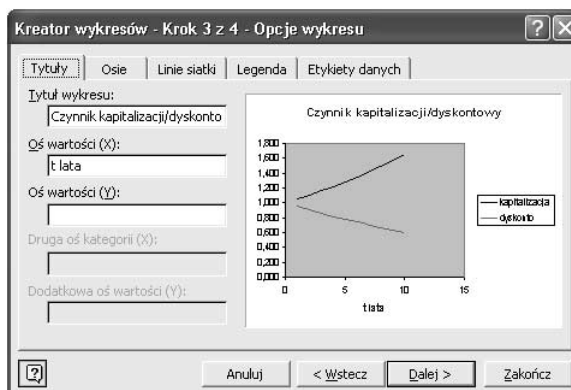 Kreator wykresów - Krok 3 z 4 - Opcje wykresu
Tytuły Osie Linie siatki Legenda Etykiety danych
Tytuł wykresu:
Czynnik kapitalizacji/dyskonto
Oś wartości (X):
t lata
Oś wartości (Y):
Druga oś kategorii (X):
Dodatkowa oś wartości (Y):
Czynnik kapitalizacji/dyskontowy
1,800
1,600
1,400
1,200
1,000
0,800
0,600
0,400
0,200
0,000
0 5 10 15
t lata
kapitalizacja
dyskonto
Anuluj < Wstecz Dalej > Zakończ